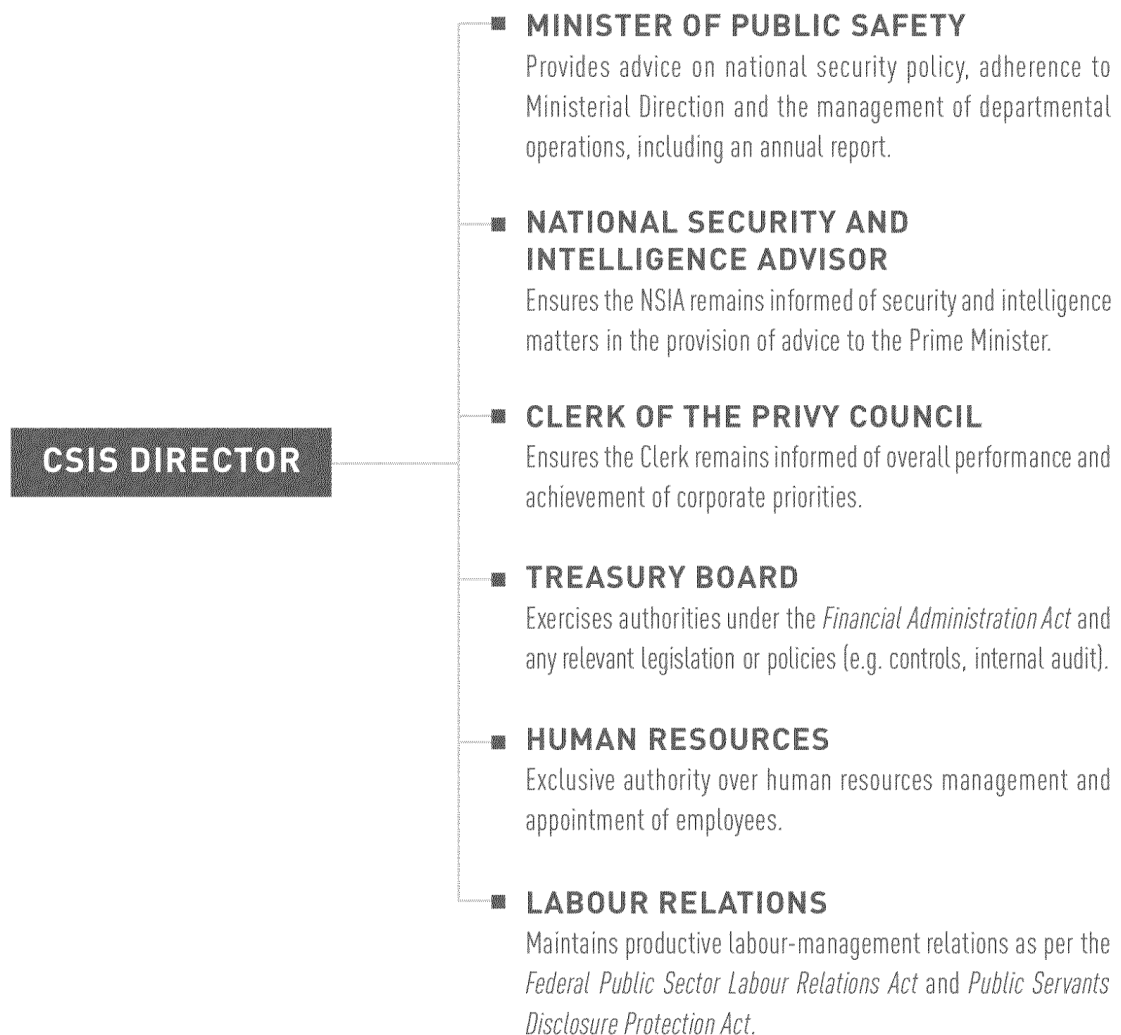 MINISTER OF PUBLIC SAFETY
Provides advice on national security policy, adherence to
Ministerial Direction and the management of departmental
operations, including an annual report.
NATIONAL SECURITY AND
INTELLIGENCE ADVISOR
Ensures the NSIA remains informed of security and intelligence
matters in the provision of advice to the Prime Minister.
CLERK OF THE PRIVY COUNCIL
Ensures the Clerk remains informed of overall performance and
achievement of corporate priorities.
CSIS DIRECTOR
TREASURY BOARD
Exercises authorities under the Financial Administration Act and
any relevant legislation or policies (e.g. controls, internal audit).
HUMAN RESOURCES
Exclusive authority over human resources management and
appointment of employees.
LABOUR RELATIONS
Maintains productive labour-management relations as per the
Federal Public Sector Labour Relations Act and Public Servants
Disclosure Protection Act.